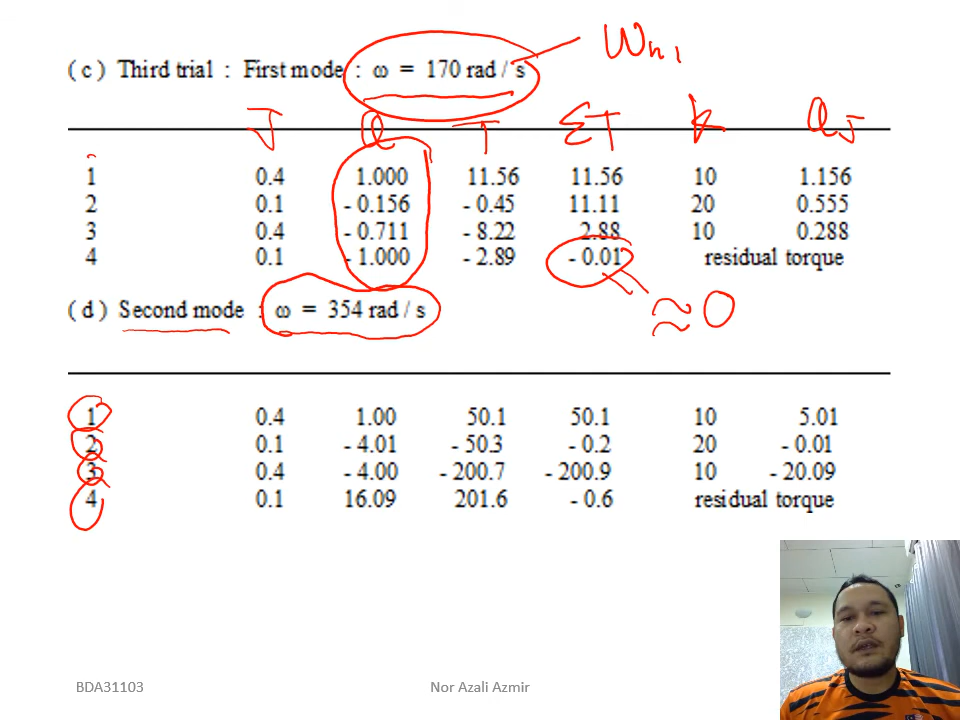 ωn1
( c ) Third trial : First mode : ω = 170 rad / s
J θ T ΣT k θJ
1 0.4 1.000 11.56 11.56 10 1.156
2 0.1 - 0.156 - 0.45 11.11 20 0.555
3 0.4 - 0.711 - 8.22 2.88 10 0.288
4 0.1 - 1.000 - 2.89 - 0.01 residual torque
≈ 0
( d ) Second mode : ω = 354 rad / s
1 0.4 1.00 50.1 50.1 10 5.01
2 0.1 - 4.01 - 50.3 - 0.2 20 - 0.01
3 0.4 - 4.00 - 200.7 - 200.9 10 - 20.09
4 0.1 16.09 201.6 - 0.6 residual torque
BDA31103 Nor Azali Azmir